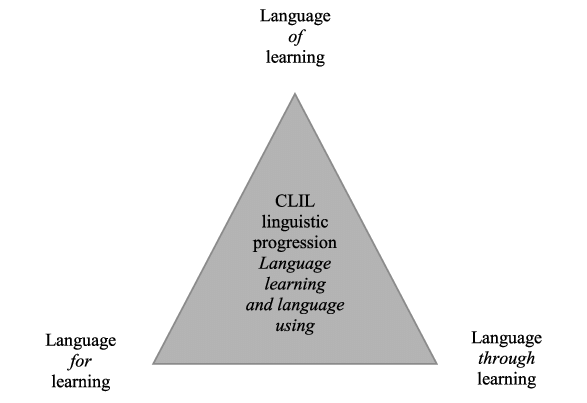 Language
of
learning
CLIL
linguistic
progression
Language
learning
and language
using
Language
for
learning
Language
through
learning